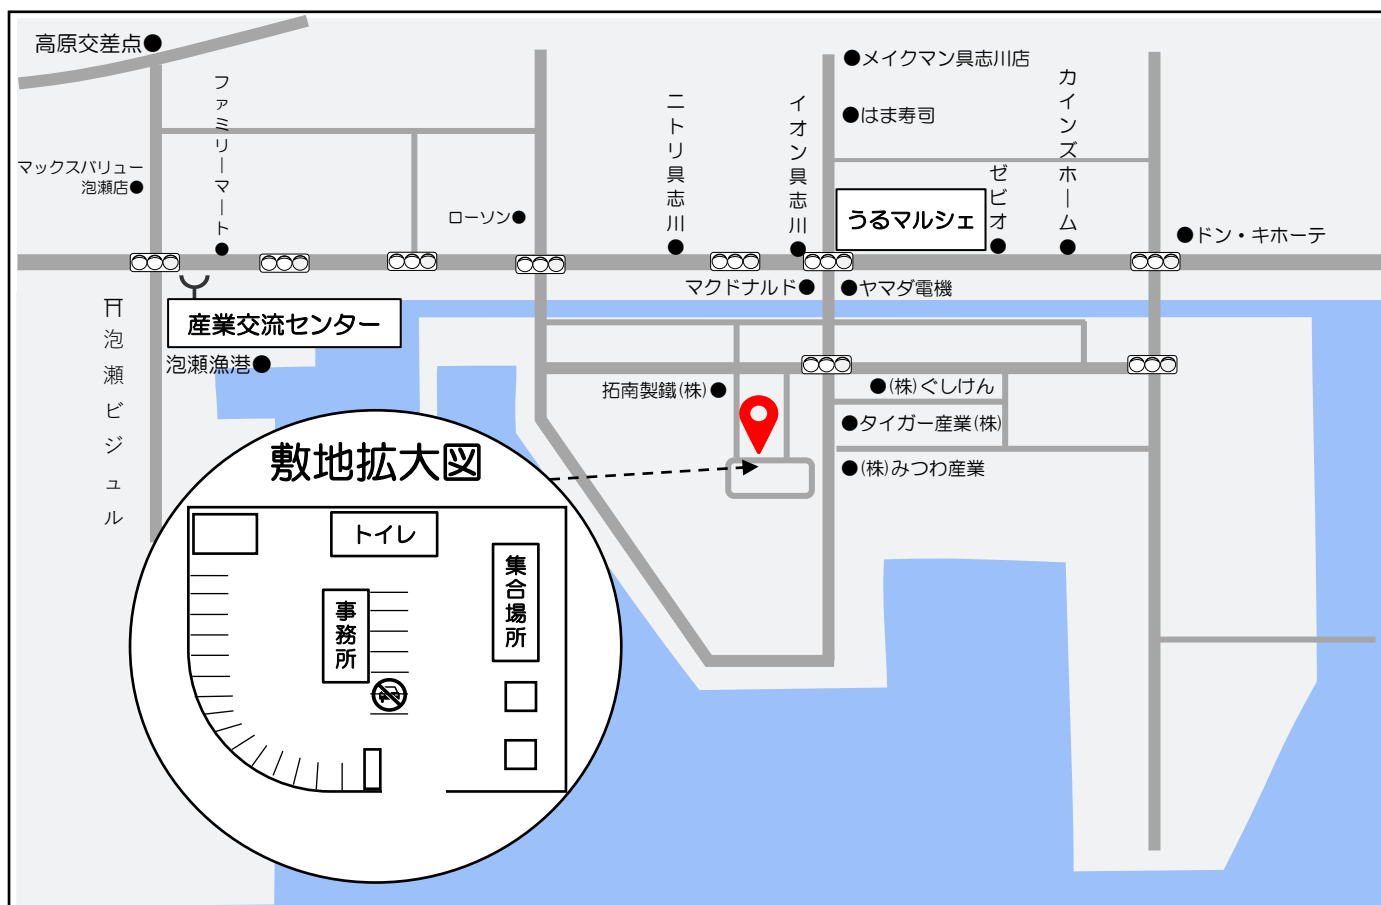 高原交差点
ファミリーマート
マックスバリュー
泡瀬店
ローソン
ニトリ具志川
イオン具志川
メイクマン具志川店
はま寿司
カインズホーム
ゼビオ
うるマルシェ
ドン・キホーテ
マクドナルド
ヤマダ電機
产業交流センター
泡瀬漁港
泡瀬ビジュル
拓南製鐵(株)
(株)ぐしけん
タイガー産業(株)
(株)みつわ産業
敷地拡大図
トイレ
集合場所
事務所